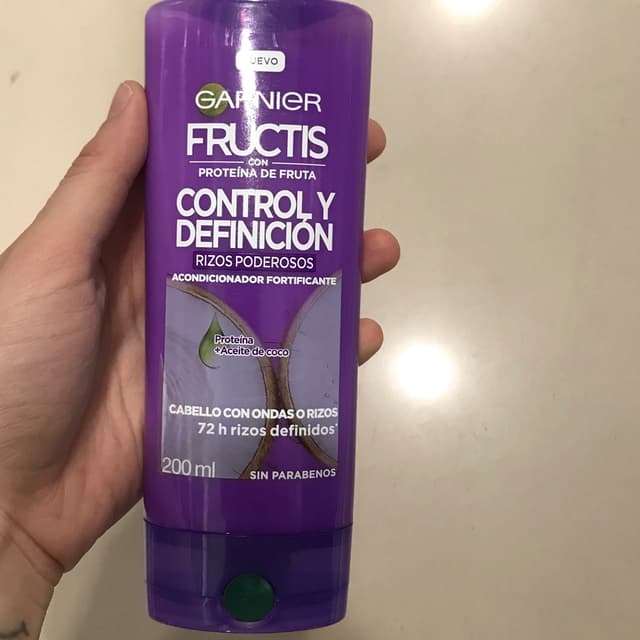 NUEVO
GARNIER
FRUCTIS
CON
PROTEÍNA DE FRUTA
CONTROL Y
DEFINICIÓN
RIZOS PODEROSOS
ACONDICIONADOR FORTIFICANTE
Proteína
+Aceite de coco
CABELLO CON ONDAS O RIZOS
72 h rizos definidos*
200 ml
SIN PARABENOS